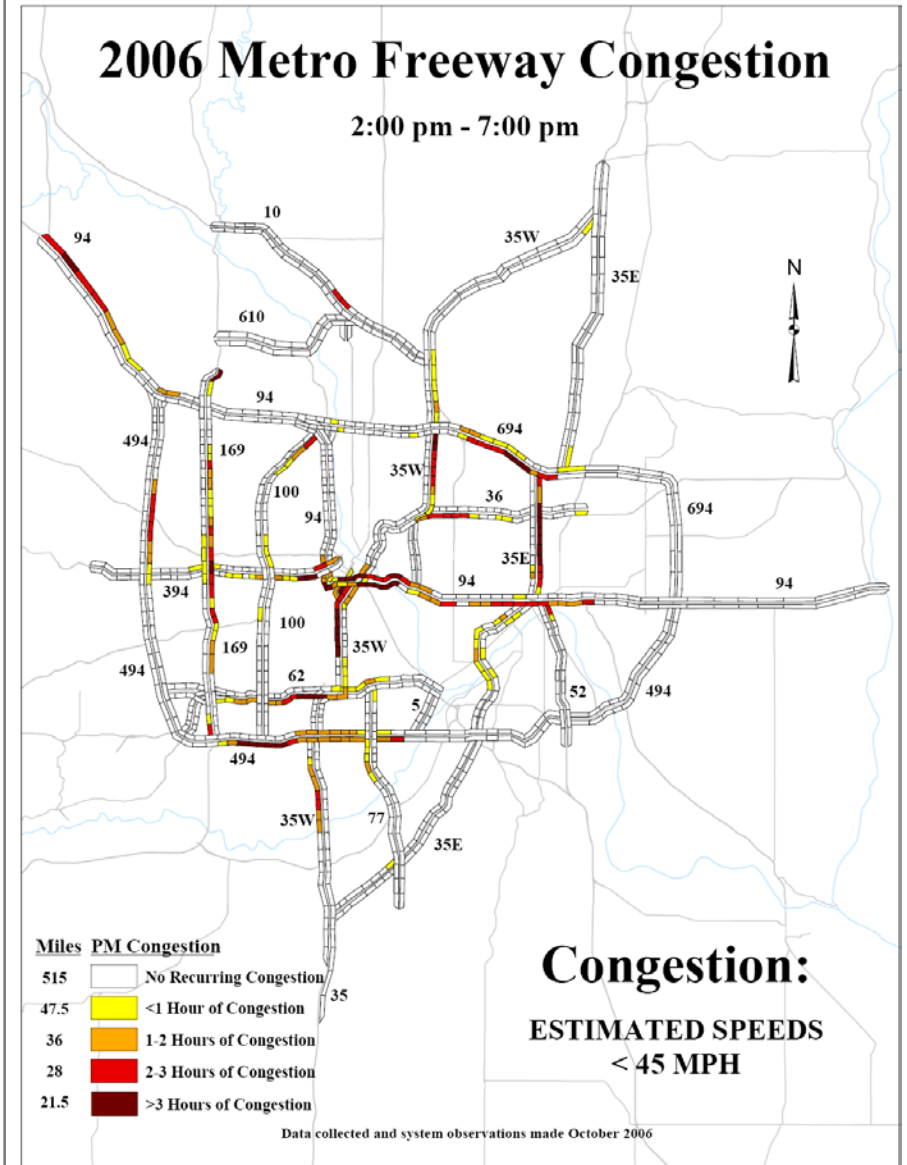 2006 Metro Freeway Congestion
2:00 pm - 7:00 pm
10
94
35W
35E
N
610
94
694
494
169
35W
36
100
94
694
35E
94
94
394
100
169
35W
494
62
5
52
494
494
35W
77
35E
35
Miles PM Congestion
515 No Recurring Congestion
47.5 <1 Hour of Congestion
36 1-2 Hours of Congestion
28 2-3 Hours of Congestion
21.5 >3 Hours of Congestion
Congestion:
ESTIMATED SPEEDS
< 45 MPH
Data collected and system observations made October 2006